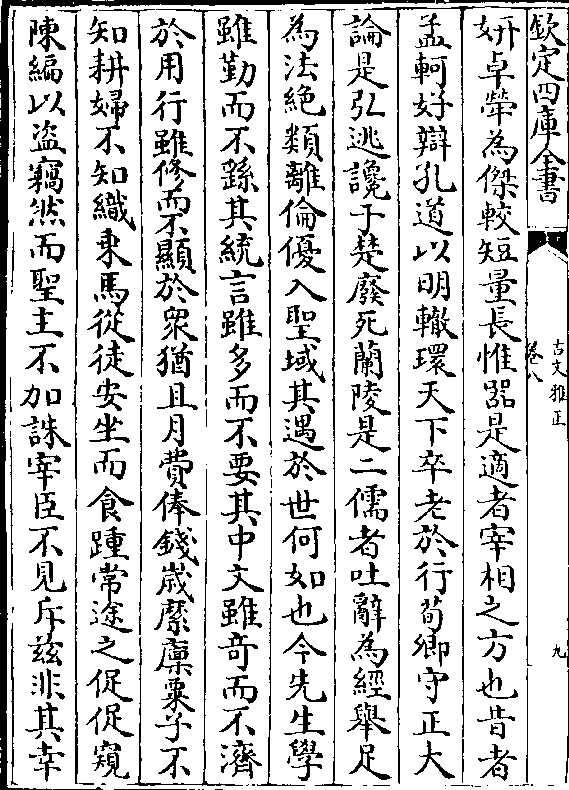 欽定四庫全書
古文雅正
卷八
九
妍卓犖為傑較短量長惟器是適者宰相之方也昔者
孟軻好辯孔道以明轍環天下卒老於行荀卿守正大
論是弘逃讒于楚廢死蘭陵是二儒者吐辭為經舉足
為法絶類離倫優入聖域其遇於世何如也今先生學
雖勤而不繇其統言雖多而不要其中文雖竒而不濟
於用行雖修而不顯於衆猶且月費俸錢歳縻廩粟子不
知耕婦不知織乗馬從徒安坐而食踵常途之促促窺
陳編以盜竊然而聖主不加誅宰臣不見斥兹非其幸